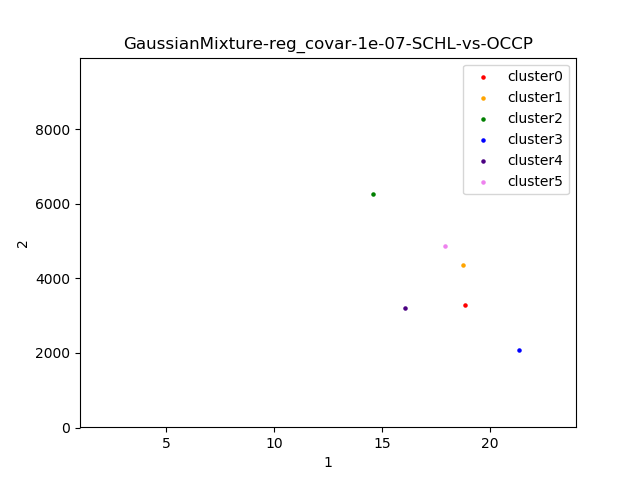 GaussianMixture-reg_covar-1e-07-SCHL-vs-OCCP
cluster0
cluster1
cluster2
cluster3
cluster4
cluster5
8000
6000
4000
2000
0
2
5
10
15
20
1